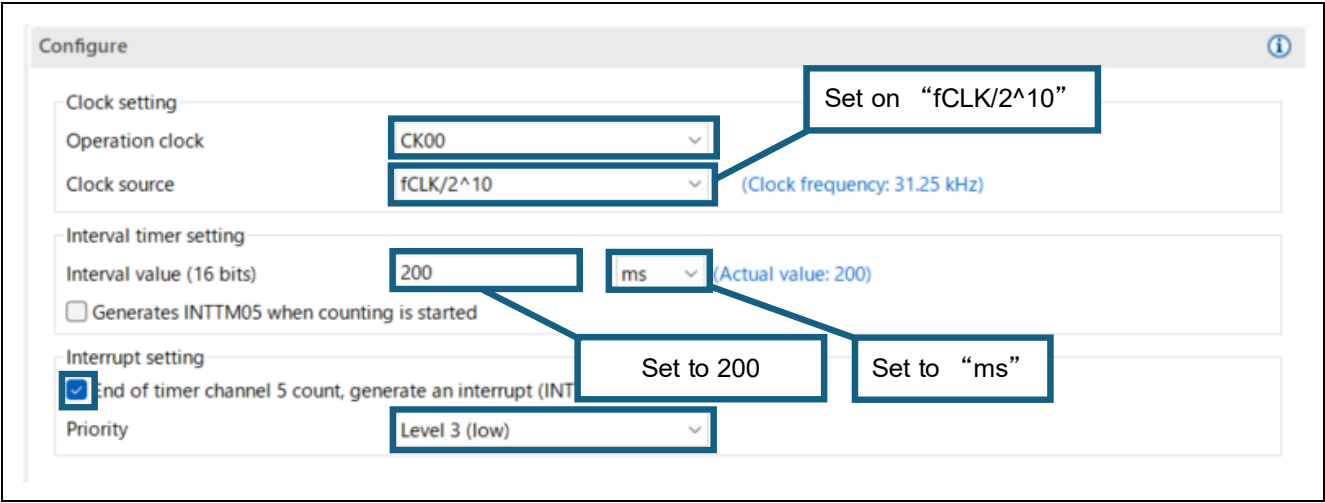 Configure
Set on “fCLK/2^10”
Clock setting
Operation clock CK00
Clock source fCLK/2^10 (Clock frequency: 31.25 kHz)
Interval timer setting
Interval value (16 bits) 200 ms (Actual value: 200)
Generates INTTM05 when counting is started
Interrupt setting
Set to 200 Set to “ms”
End of timer channel 5 count, generate an interrupt
Priority Level 3 (low)